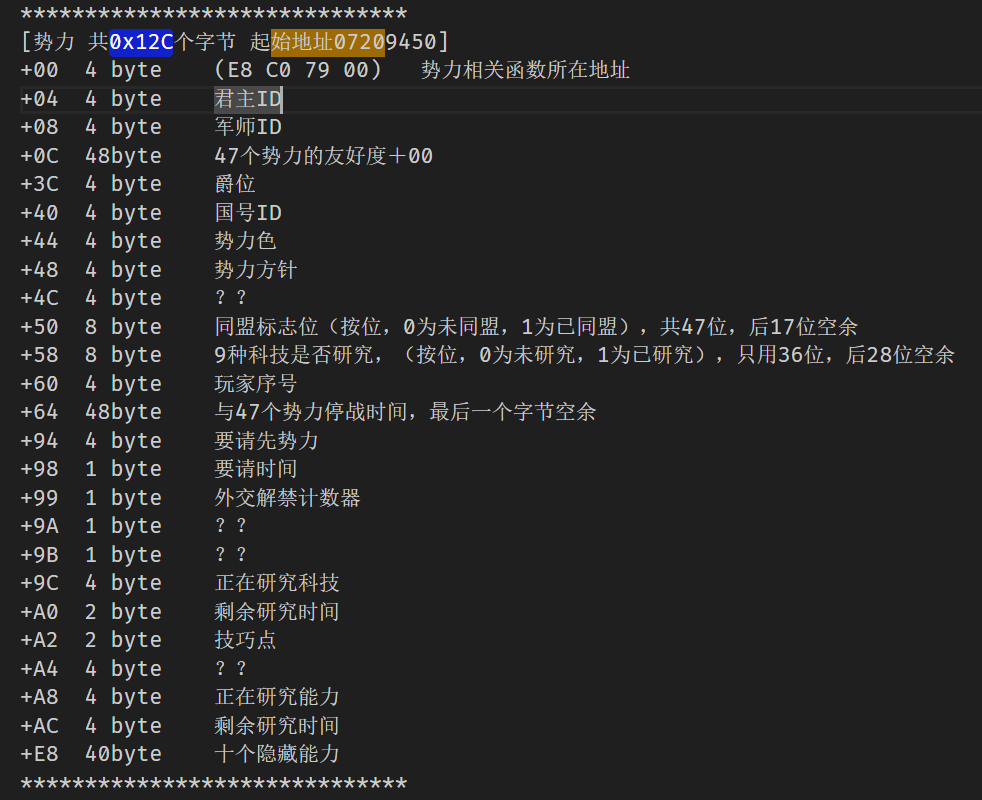 ******************************
[势力 共0x12C个字节 起始地址07209450]
+00 4 byte (E8 C0 79 00) 势力相关函数所在地址
+04 4 byte 君主ID
+08 4 byte 军师ID
+0C 48byte 47个势力的友好度＋00
+3C 4 byte 爵位
+40 4 byte 国号ID
+44 4 byte 势力色
+48 4 byte 势力方针
+4C 4 byte ？？
+50 8 byte 同盟标志位（按位，0为未同盟，1为已同盟），共47位，后17位空余
+58 8 byte 9种科技是否研究，（按位，0为未研究，1为已研究），只用36位，后28位空余
+60 4 byte 玩家序号
+64 48byte 与47个势力停战时间，最后一个字节空余
+94 4 byte 要请先势力
+98 1 byte 要请时间
+99 1 byte 外交解禁计数器
+9A 1 byte ？？
+9B 1 byte ？？
+9C 4 byte 正在研究科技
+A0 2 byte 剩余研究时间
+A2 2 byte 技巧点
+A4 4 byte ？？
+A8 4 byte 正在研究能力
+AC 4 byte 剩余研究时间
+E8 40byte 十个隐藏能力
******************************